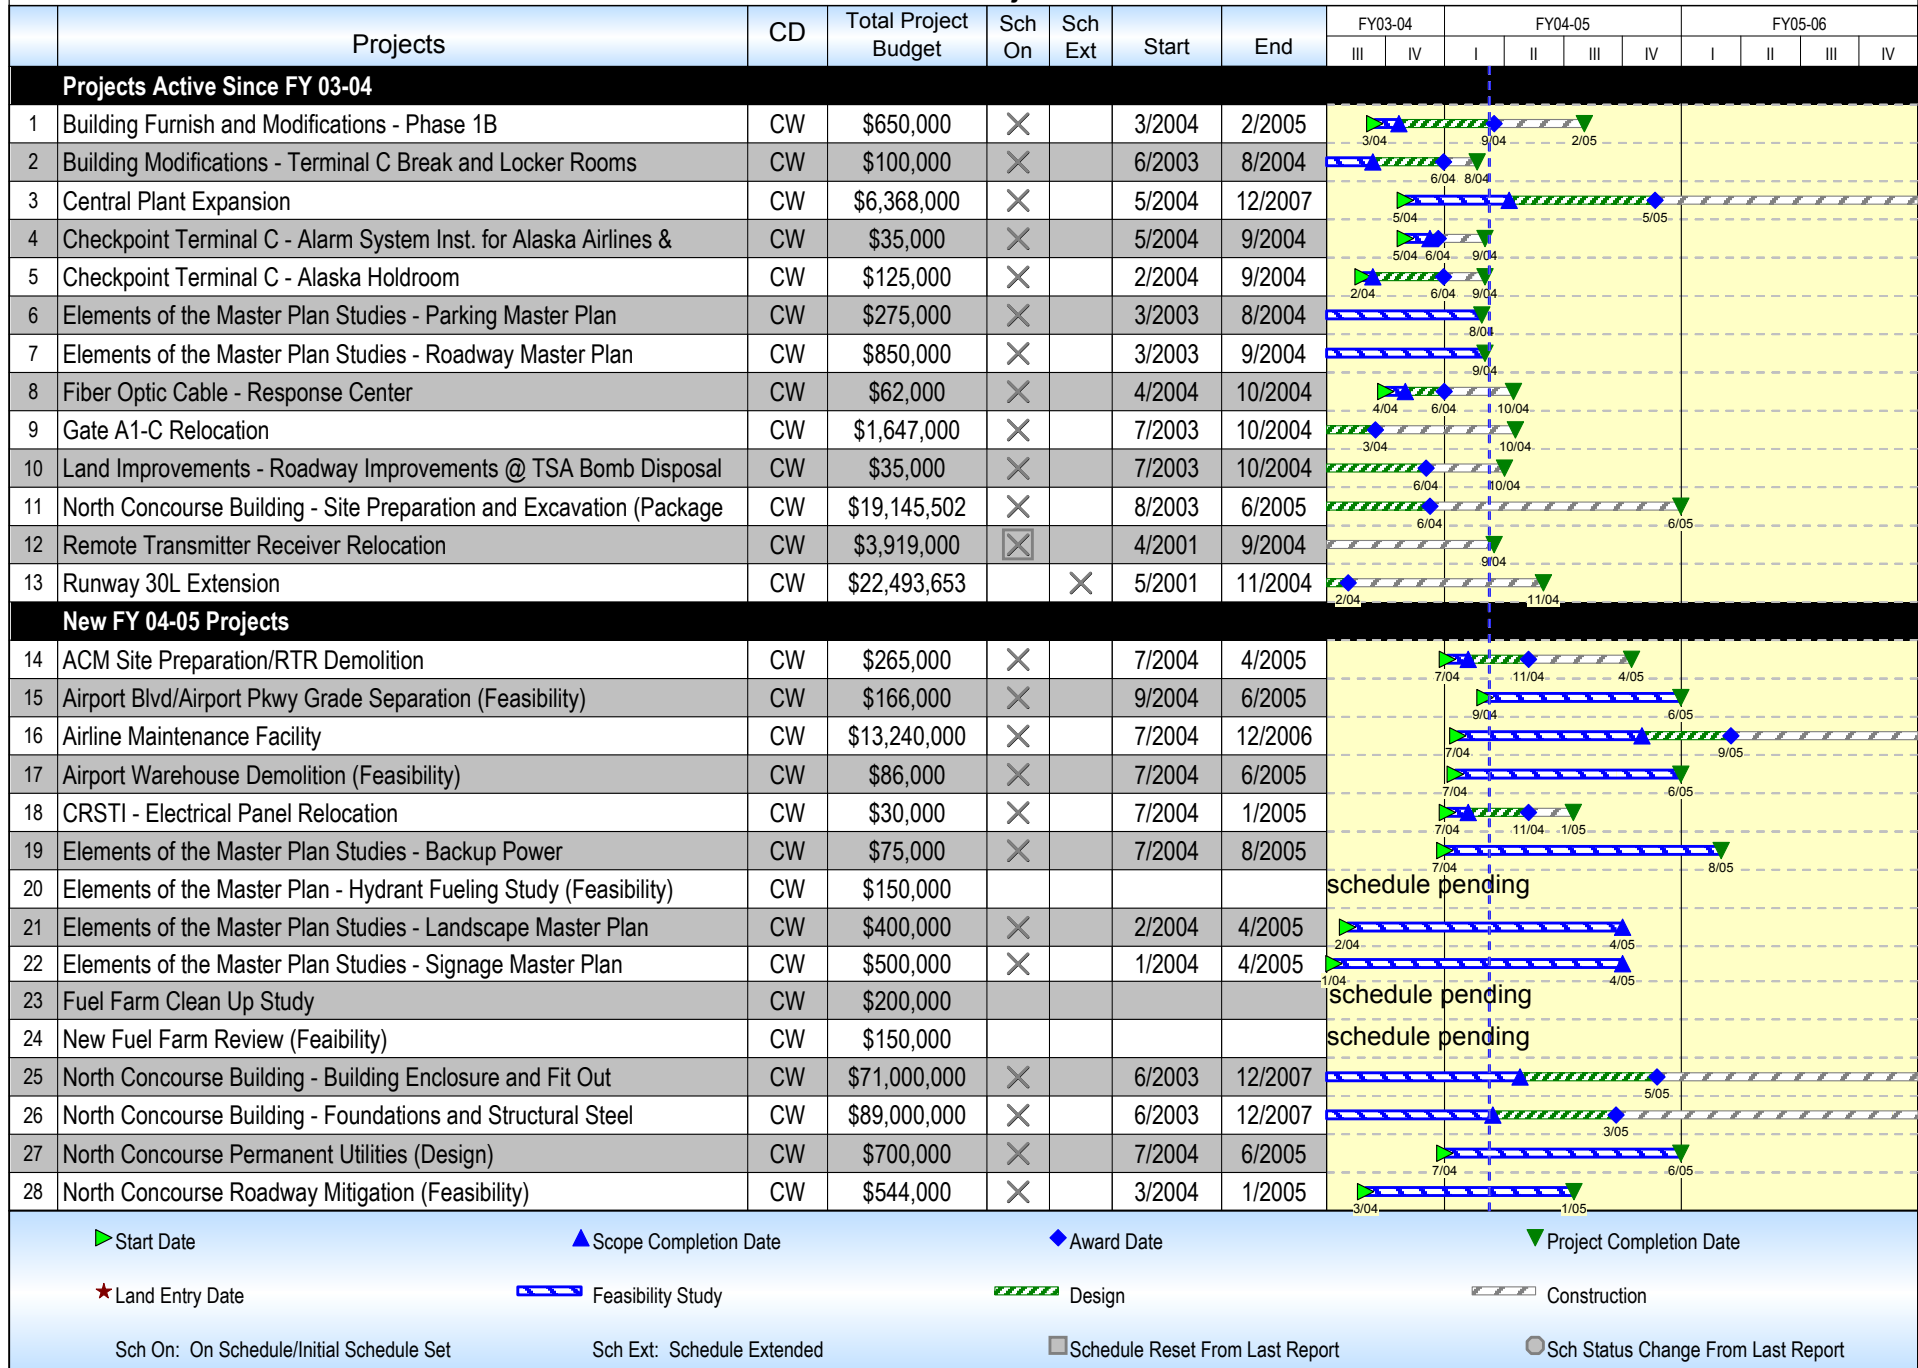 Projects CD Total Project Budget Sch On Sch Ext Start End FY03-04 FY04-05 FY05-06
III IV I II III IV I II III IV
Projects Active Since FY 03-04
1 Building Furnish and Modifications - Phase 1B CW $650,000 3/2004 2/2005 3/04 9/04 2/05
2 Building Modifications - Terminal C Break and Locker Rooms CW $100,000 6/2003 8/2004 6/04 8/04
3 Central Plant Expansion CW $6,368,000 5/2004 12/2007 5/04 5/05
4 Checkpoint Terminal C - Alarm System Inst. for Alaska Airlines & CW $35,000 5/2004 9/2004 5/04 6/04 9/04
5 Checkpoint Terminal C - Alaska Holdroom CW $125,000 2/2004 9/2004 2/04 6/04 9/04
6 Elements of the Master Plan Studies - Parking Master Plan CW $275,000 3/2003 8/2004 8/04
7 Elements of the Master Plan Studies - Roadway Master Plan CW $850,000 3/2003 9/2004 9/04
8 Fiber Optic Cable - Response Center CW $62,000 4/2004 10/2004 4/04 6/04 10/04
9 Gate A1-C Relocation CW $1,647,000 7/2003 10/2004 3/04 10/04
10 Land Improvements - Roadway Improvements @ TSA Bomb Disposal CW $35,000 7/2003 10/2004 6/04 10/04
11 North Concourse Building - Site Preparation and Excavation (Package CW $19,145,502 8/2003 6/2005 6/04 6/05
12 Remote Transmitter Receiver Relocation CW $3,919,000 4/2001 9/2004 9/04
13 Runway 30L Extension CW $22,493,653 5/2001 11/2004 2/04 11/04
New FY 04-05 Projects
14 ACM Site Preparation/RTR Demolition CW $265,000 7/2004 4/2005 7/04 11/04 4/05
15 Airport Blvd/Airport Pkwy Grade Separation (Feasibility) CW $166,000 9/2004 6/2005 9/04 6/05
16 Airline Maintenance Facility CW $13,240,000 7/2004 12/2006 7/04 9/05
17 Airport Warehouse Demolition (Feasibility) CW $86,000 7/2004 6/2005 7/04 6/05
18 CRSTI - Electrical Panel Relocation CW $30,000 7/2004 1/2005 7/04 11/04 1/05
19 Elements of the Master Plan Studies - Backup Power CW $75,000 7/2004 8/2005 7/04 8/05
20 Elements of the Master Plan - Hydrant Fueling Study (Feasibility) CW $150,000 schedule pending
21 Elements of the Master Plan Studies - Landscape Master Plan CW $400,000 2/2004 4/2005 2/04 4/05
22 Elements of the Master Plan Studies - Signage Master Plan CW $500,000 1/2004 4/2005 1/04 4/05
23 Fuel Farm Clean Up Study CW $200,000 schedule pending
24 New Fuel Farm Review (Feaibility) CW $150,000 schedule pending
25 North Concourse Building - Building Enclosure and Fit Out CW $71,000,000 6/2003 12/2007 5/05
26 North Concourse Building - Foundations and Structural Steel CW $89,000,000 6/2003 12/2007 3/05
27 North Concourse Permanent Utilities (Design) CW $700,000 7/2004 6/2005 7/04 6/05
28 North Concourse Roadway Mitigation (Feasibility) CW $544,000 3/2004 1/2005 3/04 1/05
Start Date Scope Completion Date Award Date Project Completion Date
Land Entry Date Feasibility Study Design Construction
Sch On: On Schedule/Initial Schedule Set Sch Ext: Schedule Extended Schedule Reset From Last Report Sch Status Change From Last Report